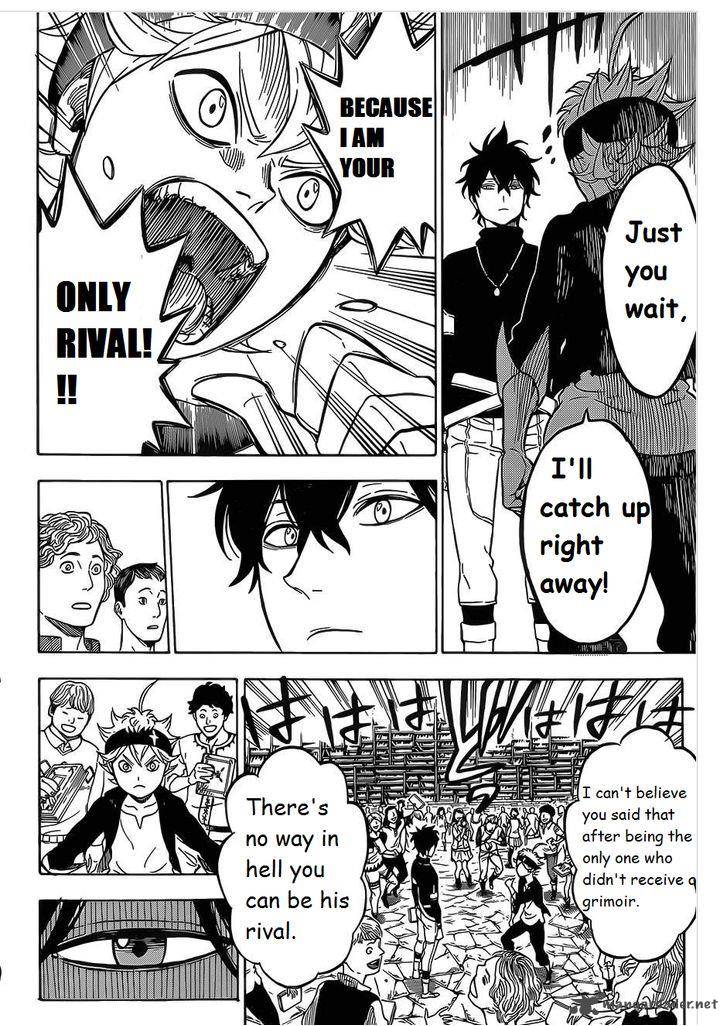 Just
you
wait,
I'll
catch up
right
away!
BECAUSE
I AM
YOUR
ONLY
RIVAL!
!!
は は は は は は は
I can't believe
you said that
after being the
only one who
didn't receive a
grimoir.
There's
no way in
hell you
can be his
rival.